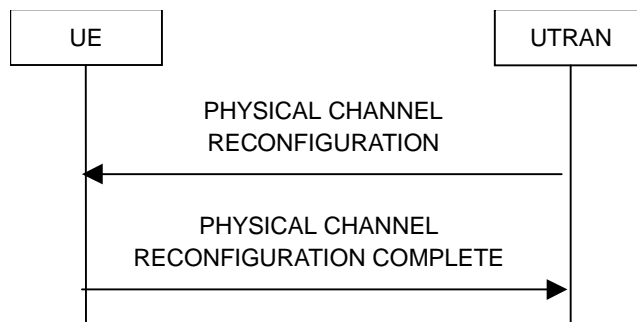 UE
UTRAN
PHYSICAL CHANNEL
RECONFIGURATION
PHYSICAL CHANNEL
RECONFIGURATION COMPLETE